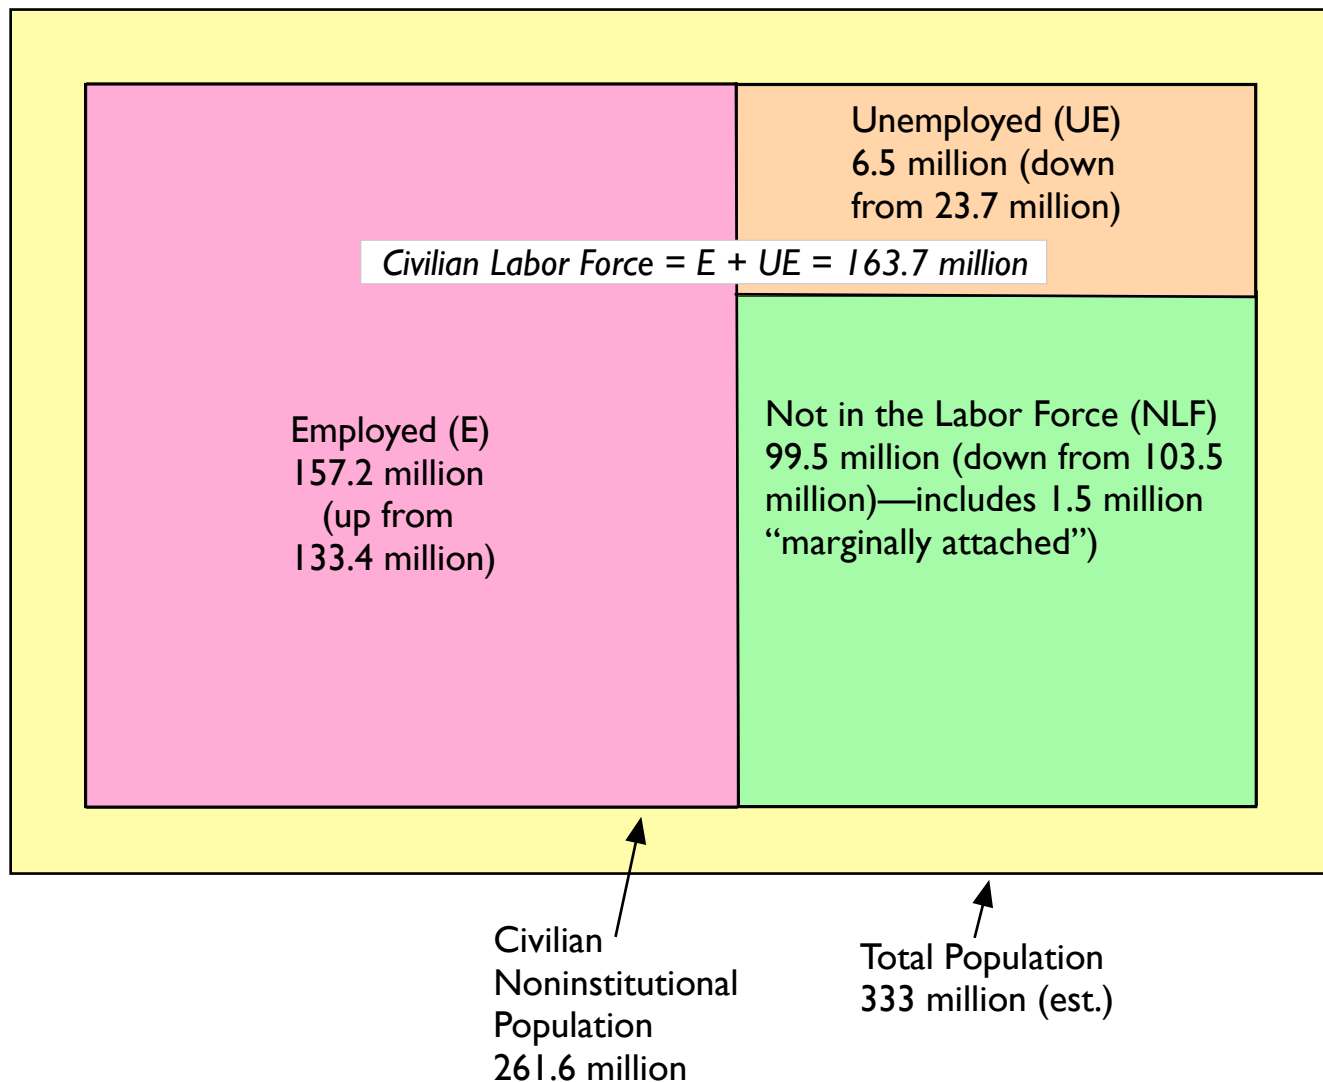 Unemployed (UE)
6.5 million (down
from 23.7 million)
Civilian Labor Force = E + UE = 163.7 million
Employed (E)
157.2 million
(up from
133.4 million)
Not in the Labor Force (NLF)
99.5 million (down from 103.5
million)—includes 1.5 million
“marginally attached”)
Civilian
Noninstitutional
Population
261.6 million
Total Population
333 million (est.)